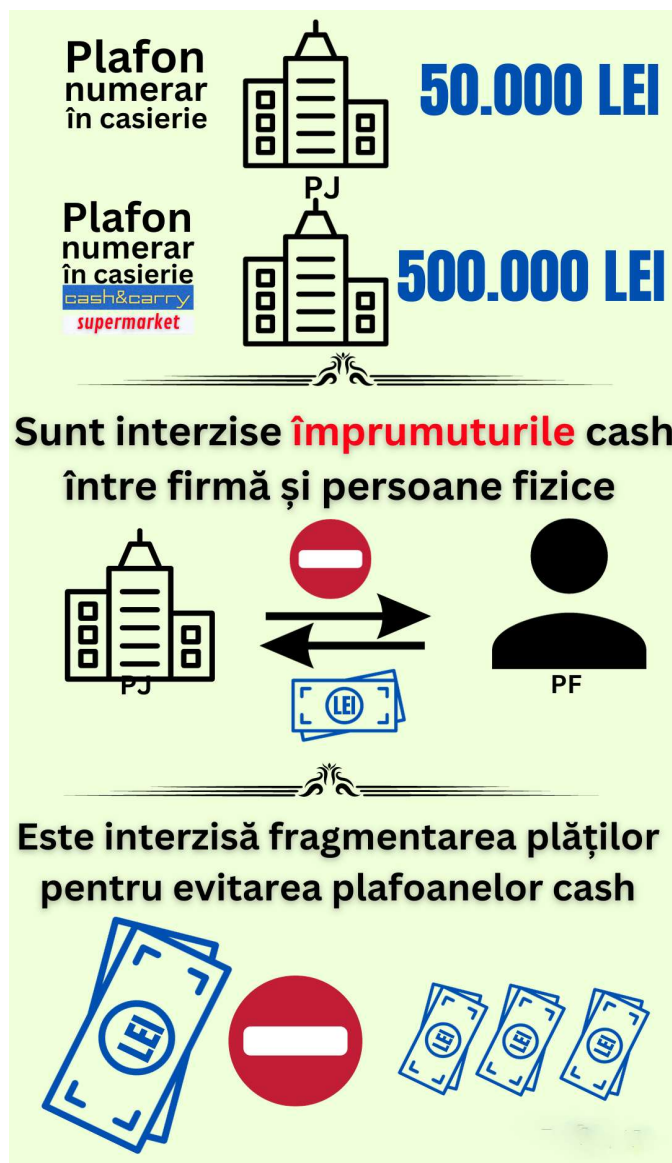 Plafon
numerar
în casierie
50.000 LEI
PJ
Plafon
numerar
în casierie
cash&carry
supermarket
500.000 LEI
Sunt interzise împrumuturile cash
între firmă și persoane fizice
PJ
LEI
PF
Este interzisă fragmentarea plăților
pentru evitarea plafoanelor cash
LEI
LEI
LEI
LEI